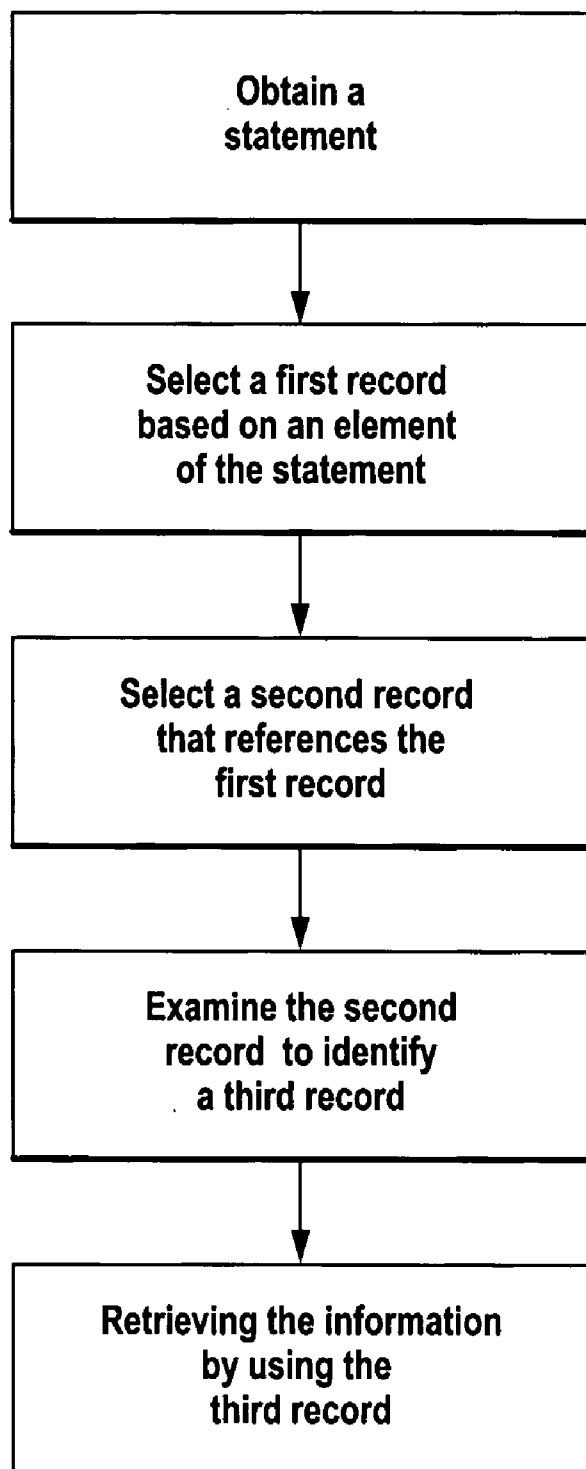 Obtain a
statement
Select a first record
based on an element
of the statement
Select a second record
that references the
first record
Examine the second
record to identify
a third record
Retrieving the information
by using the
third record